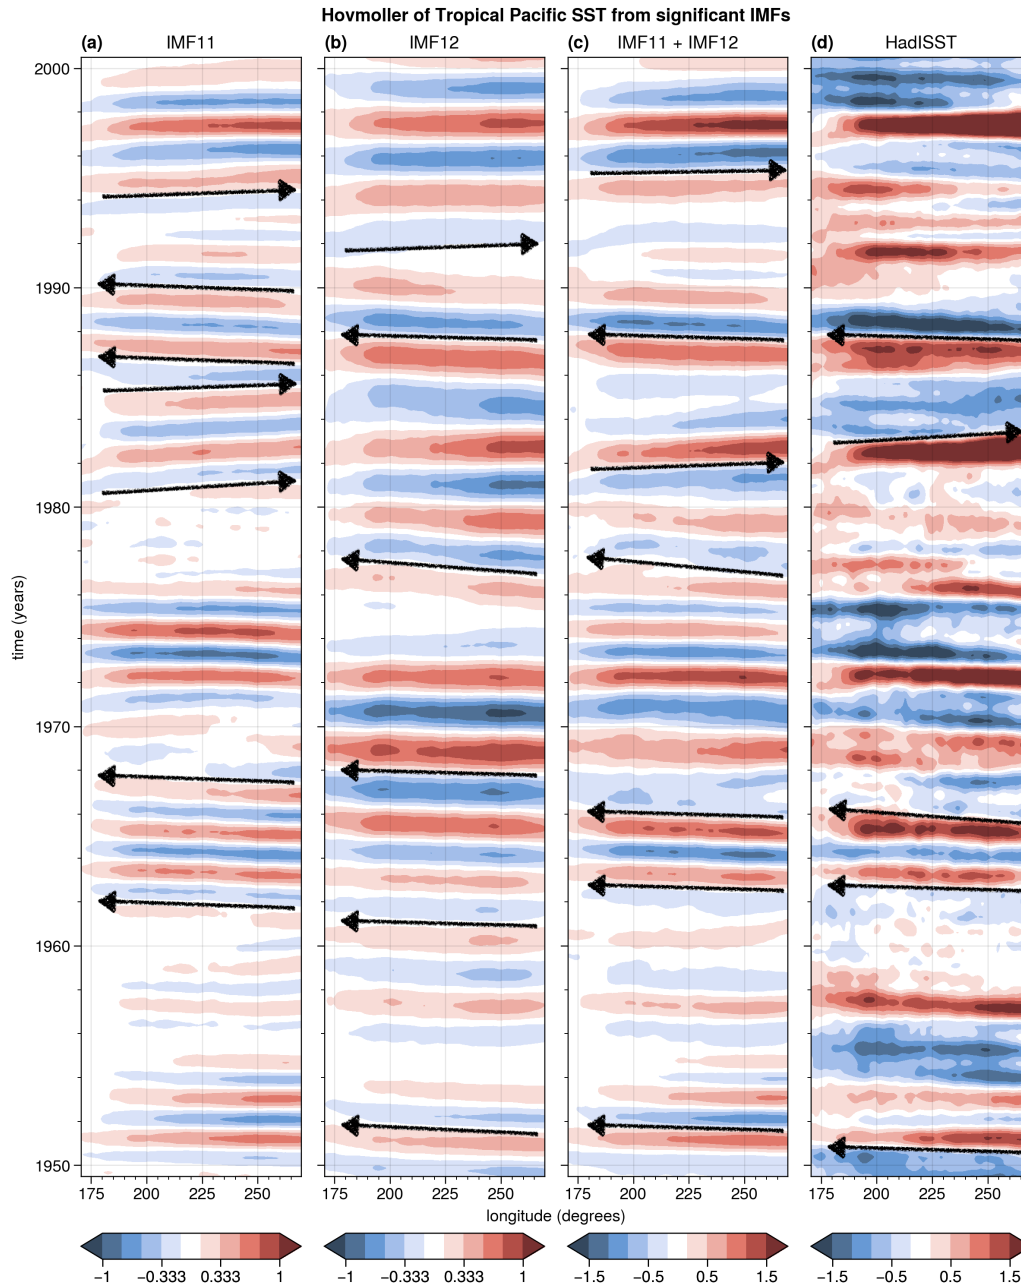 Hovmoller of Tropical Pacific SST from significant IMFs
(a) IMF11 (b) IMF12 (c) IMF11 + IMF12 (d) HadISST
2000
1990
1980
1970
1960
1950
time (years)
175 200 225 250 175 200 225 250 175 200 225 250 175 200 225 250
longitude (degrees)
−1 −0.333 0.333 1 −1 −0.333 0.333 1 −1.5 −0.5 0.5 1.5 −1.5 −0.5 0.5 1.5